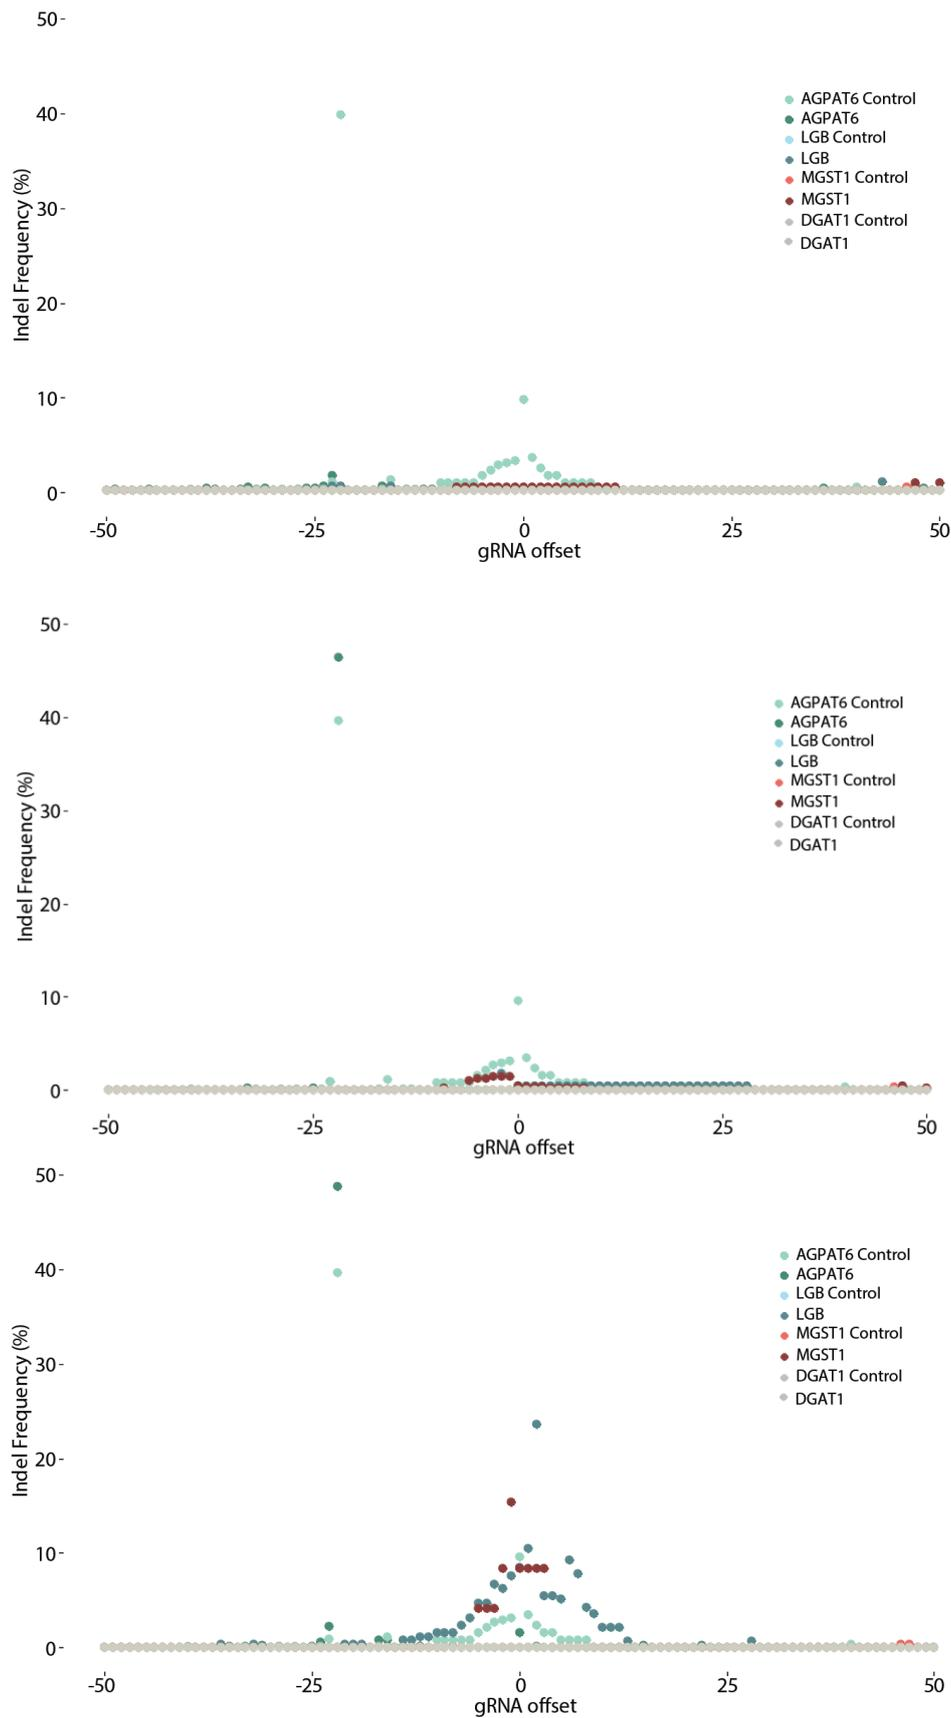 50
40
30
20
10
0
Indel Frequency (%)
AGPAT6 Control
AGPAT6
LGB Control
LGB
MGST1 Control
MGST1
DGAT1 Control
DGAT1
-50 -25 0 25 50
gRNA offset
50
40
30
20
10
0
Indel Frequency (%)
AGPAT6 Control
AGPAT6
LGB Control
LGB
MGST1 Control
MGST1
DGAT1 Control
DGAT1
-50 -25 0 25 50
gRNA offset
50
40
30
20
10
0
Indel Frequency (%)
AGPAT6 Control
AGPAT6
LGB Control
LGB
MGST1 Control
MGST1
DGAT1 Control
DGAT1
-50 -25 0 25 50
gRNA offset